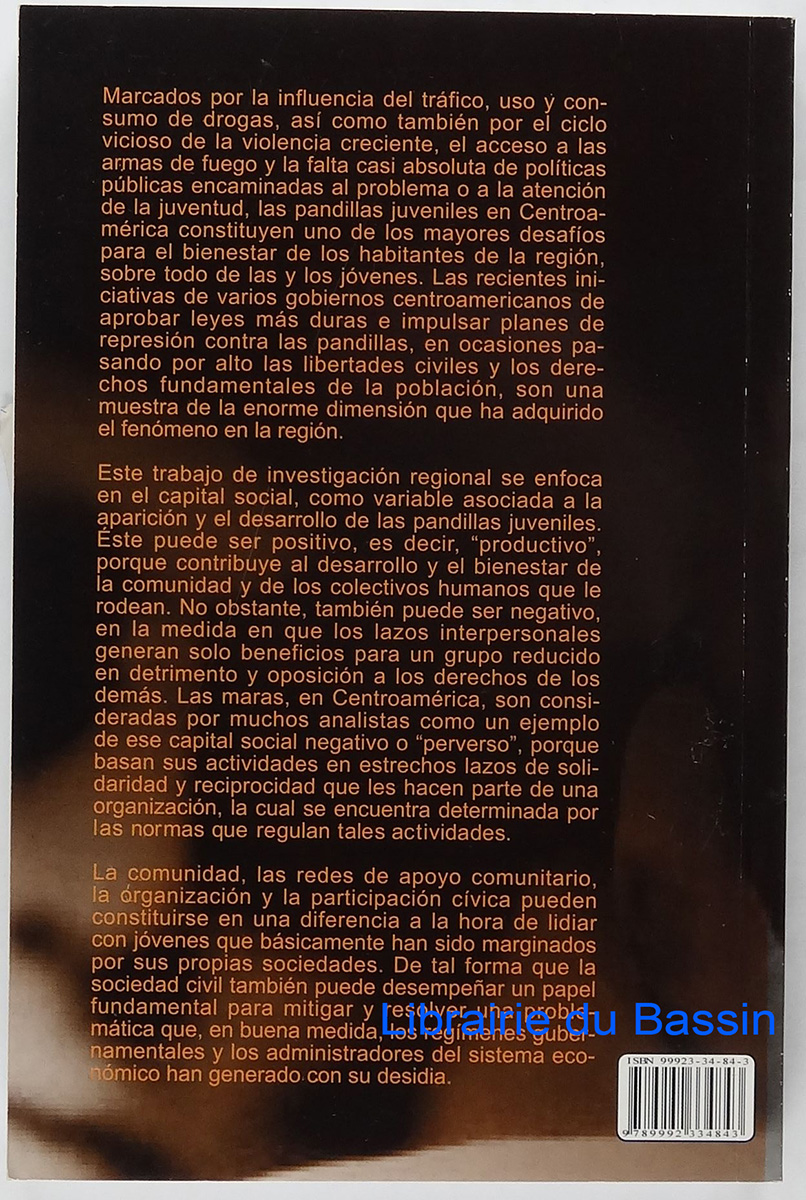 Marcados por la influencia del tráfico, uso y con-
sumo de drogas, así como también por el ciclo
vicioso de la violencia creciente, el acceso a las
armas de fuego y la falta casi absoluta de políticas
públicas encaminadas al problema o a la atención
de la juventud, las pandillas juveniles en Centroa-
mérica constituyen uno de los mayores desafíos
para el bienestar de los habitantes de la región,
sobre todo de las y los jóvenes. Las recientes ini-
ciativas de varios gobiernos centroamericanos de
aprobar leyes más duras e impulsar planes de
represión contra las pandillas, en ocasiones pa-
sando por alto las libertades civiles y los dere-
chos fundamentales de la población, son una
muestra de la enorme dimensión que ha adquirido
el fenómeno en la región.
Este trabajo de investigación regional se enfoca
en el capital social, como variable asociada a la
aparición y el desarrollo de las pandillas juveniles.
Éste puede ser positivo, es decir, “productivo”,
porque contribuye al desarrollo y el bienestar de
la comunidad y de los colectivos humanos que le
rodean. No obstante, también puede ser negativo,
en la medida en que los lazos interpersonales
generan solo beneficios para un grupo reducido
en detrimento y oposición a los derechos de los
demás. Las maras, en Centroamérica, son consi-
deradas por muchos analistas como un ejemplo
de ese capital social negativo o “perverso”, porque
basan sus actividades en estrechos lazos de soli-
daridad y reciprocidad que les hacen parte de una
organización, la cual se encuentra determinada por
las normas que regulan tales actividades.
La comunidad, las redes de apoyo comunitario,
la organización y la participación cívica pueden
constituirse en una diferencia a la hora de lidiar
con jóvenes que básicamente han sido marginados
por sus propias sociedades. De tal forma que la
sociedad civil también puede desempeñar un papel
fundamental para mitigar y resolver una proble-
mática que, en buena medida, los regímenes guber-
namentales y los administradores del sistema eco-
nómico han generado con su desidia.
Librairie du Bassin
ISBN 99923-34-84-3
9 789992 334843